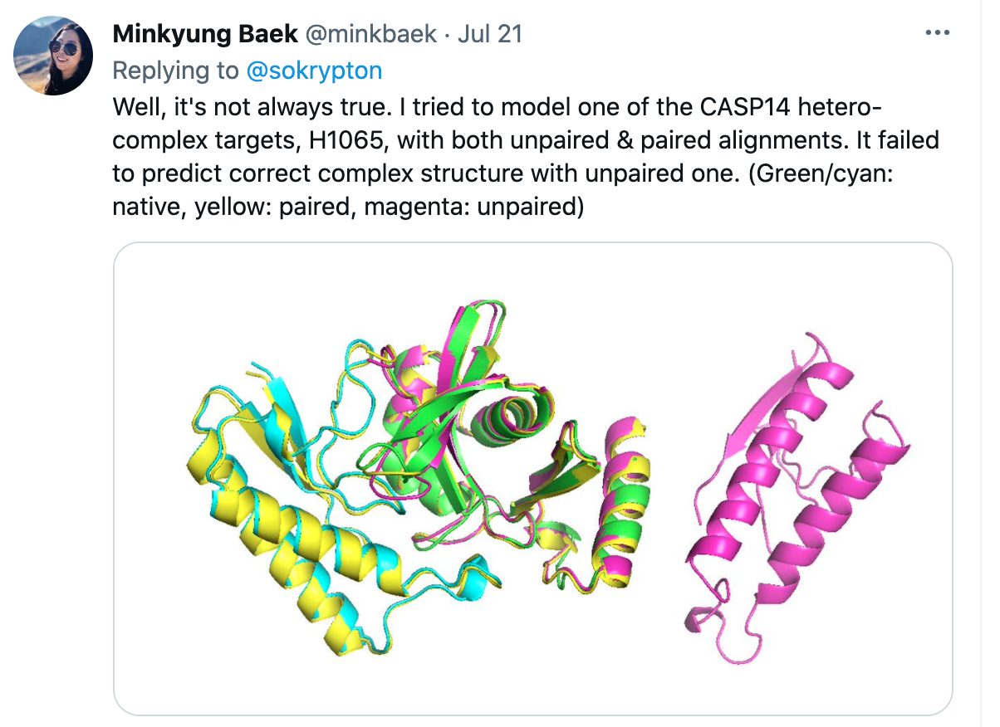 Minkyung Baek @minkbaek · Jul 21
Replying to @sokrypton
Well, it's not always true. I tried to model one of the CASP14 hetero-
complex targets, H1065, with both unpaired & paired alignments. It failed
to predict correct complex structure with unpaired one. (Green/cyan:
native, yellow: paired, magenta: unpaired)